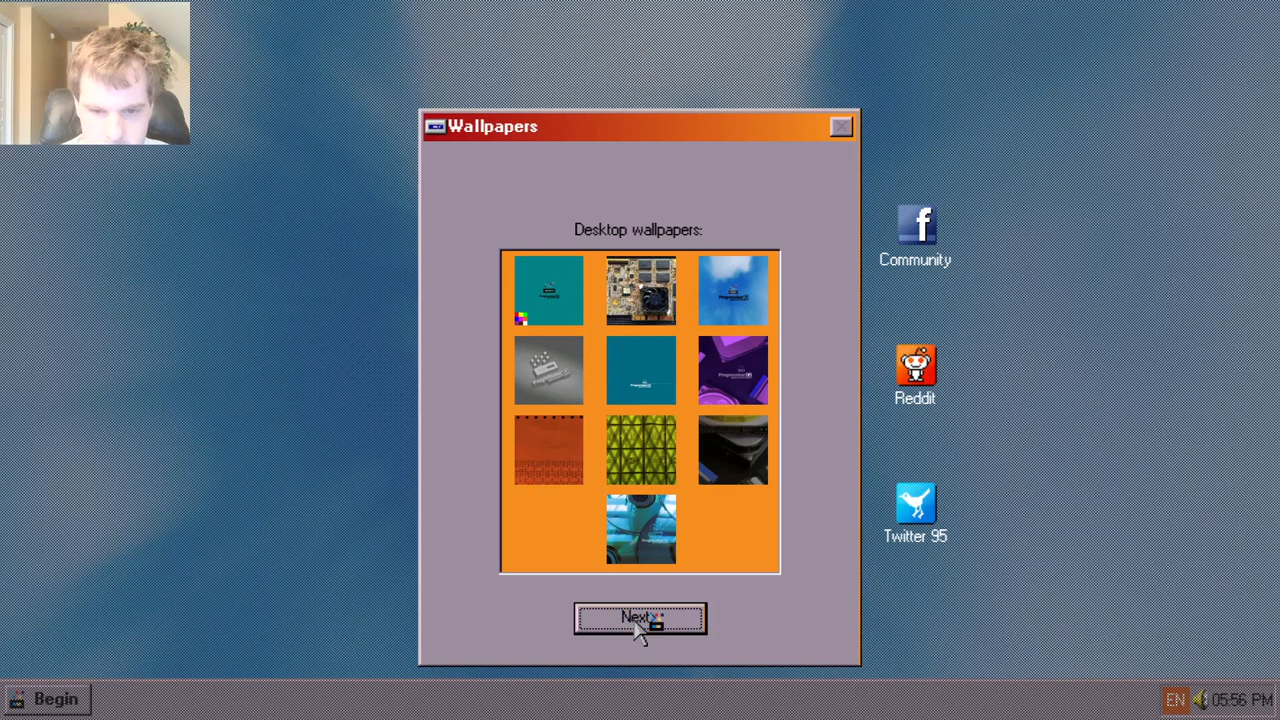 Wallpapers
Desktop wallpapers:
Community
Reddit
Twitter 95
Next
Begin
EN 05:56 PM